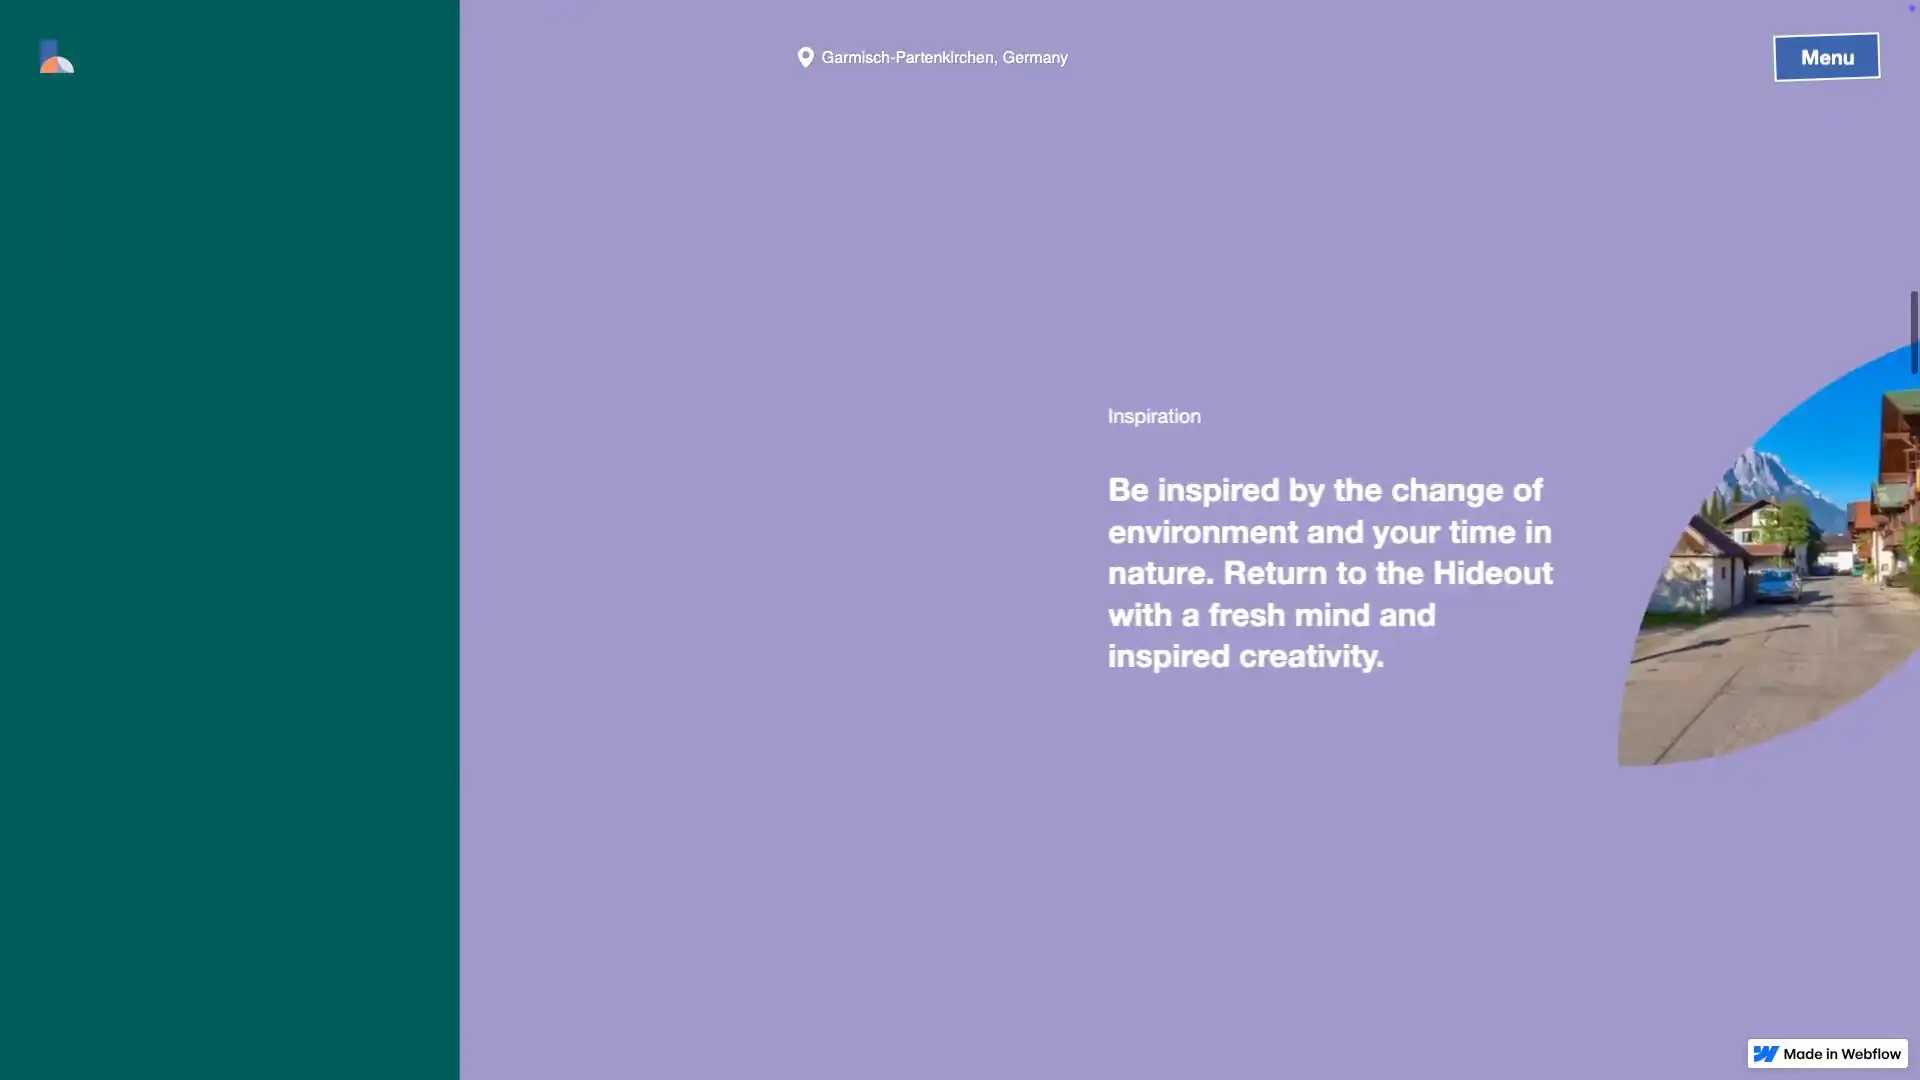 Garmisch-Partenkirchen, Germany
Menu
Inspiration
Be inspired by the change of
environment and your time in
nature. Return to the Hideout
with a fresh mind and
inspired creativity.
Made in Webflow